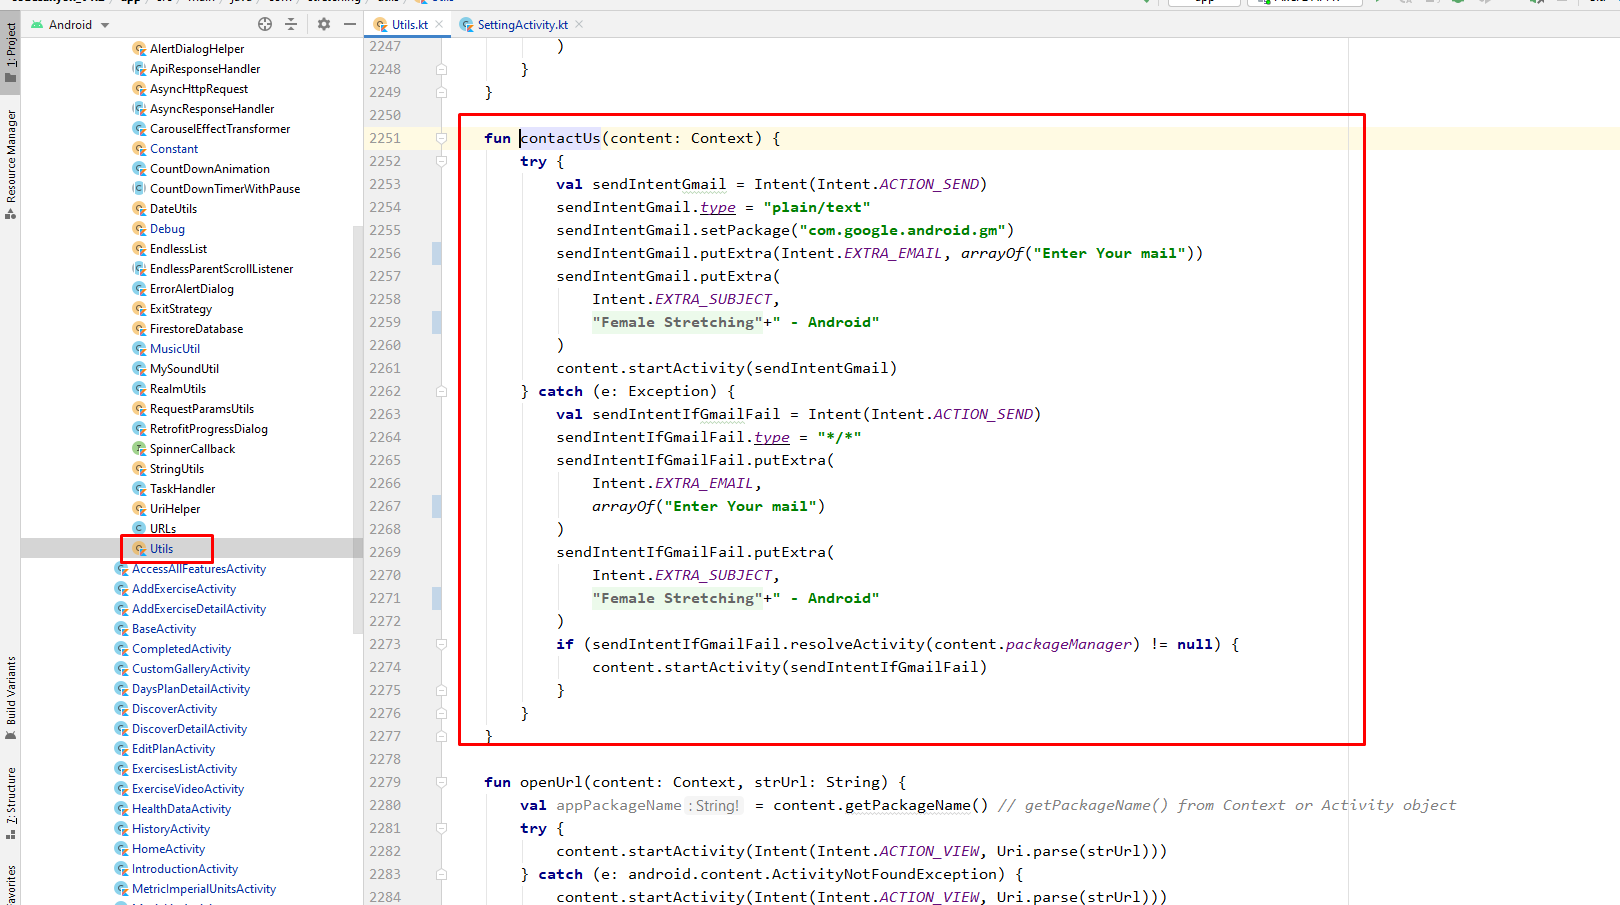 Android
Utils.kt
SettingActivity.kt
1: Project
Resource Manager
Build Variants
7: Structure
AlertDialogHelper
ApiResponseHandler
AsyncHttpRequest
AsyncResponseHandler
CarouselEffectTransformer
Constant
CountDownAnimation
CountDownTimerWithPause
DateUtils
Debug
EndlessList
EndlessParentScrollListener
ErrorAlertDialog
ExitStrategy
FirestoreDatabase
MusicUtil
MySoundUtil
RealmUtils
RequestParamsUtils
RetrofitProgressDialog
SpinnerCallback
StringUtils
TaskHandler
UriHelper
URLs
Utils
AccessAllFeaturesActivity
AddExerciseActivity
AddExerciseDetailActivity
BaseActivity
CompletedActivity
CustomGalleryActivity
DaysPlanDetailActivity
DiscoverActivity
DiscoverDetailActivity
EditPlanActivity
ExercisesListActivity
ExerciseVideoActivity
HealthDataActivity
HistoryActivity
HomeActivity
IntroductionActivity
MetricImperialUnitsActivity
2247 )
2248 }
2249 }
2250
2251 fun contactUs(content: Context) {
2252 try {
2253 val sendIntentGmail = Intent(Intent.ACTION_SEND)
2254 sendIntentGmail.type = "plain/text"
2255 sendIntentGmail.setPackage("com.google.android.gm")
2256 sendIntentGmail.putExtra(Intent.EXTRA_EMAIL, arrayOf("Enter Your mail"))
2257 sendIntentGmail.putExtra(
2258 Intent.EXTRA_SUBJECT,
2259 "Female Stretching"+" - Android"
2260 )
2261 content.startActivity(sendIntentGmail)
2262 } catch (e: Exception) {
2263 val sendIntentIfGmailFail = Intent(Intent.ACTION_SEND)
2264 sendIntentIfGmailFail.type = "*/*"
2265 sendIntentIfGmailFail.putExtra(
2266 Intent.EXTRA_EMAIL,
2267 arrayOf("Enter Your mail")
2268 )
2269 sendIntentIfGmailFail.putExtra(
2270 Intent.EXTRA_SUBJECT,
2271 "Female Stretching"+" - Android"
2272 )
2273 if (sendIntentIfGmailFail.resolveActivity(content.packageManager) != null) {
2274 content.startActivity(sendIntentIfGmailFail)
2275 }
2276 }
2277 }
2278
2279 fun openUrl(content: Context, strUrl: String) {
2280 val appPackageName : String! = content.getPackageName() // getPackageName() from Context or Activity object
2281 try {
2282 content.startActivity(Intent(Intent.ACTION_VIEW, Uri.parse(strUrl)))
2283 } catch (e: android.content.ActivityNotFoundException) {
2284 content.startActivity(Intent(Intent.ACTION_VIEW, Uri.parse(strUrl)))